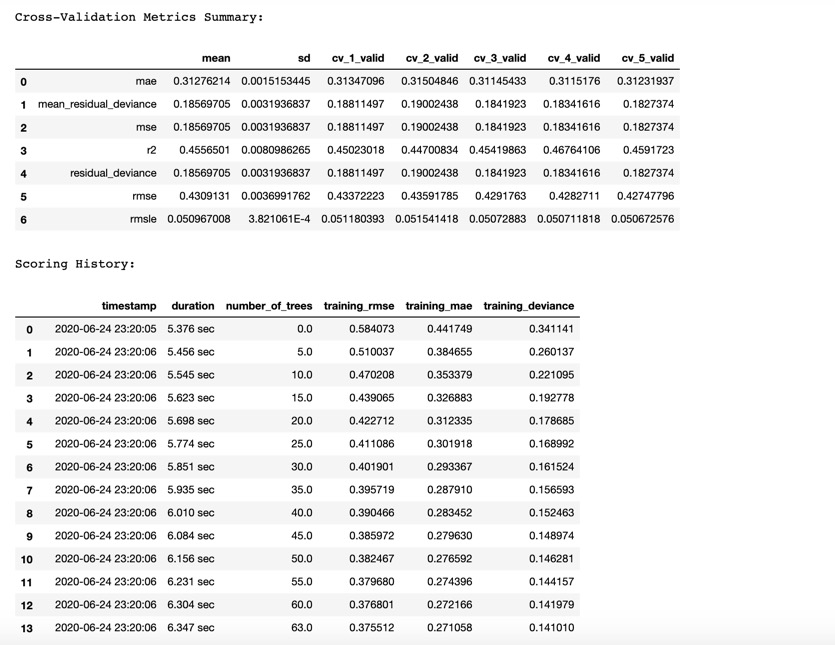 Cross-Validation Metrics Summary:
mean sd cv_1_valid cv_2_valid cv_3_valid cv_4_valid cv_5_valid
0 mae 0.31276214 0.0015153445 0.31347096 0.31504846 0.31145433 0.3115176 0.31231937
1 mean_residual_deviance 0.18569705 0.0031936837 0.18811497 0.19002438 0.1841923 0.18341616 0.1827374
2 mse 0.18569705 0.0031936837 0.18811497 0.19002438 0.1841923 0.18341616 0.1827374
3 r2 0.4556501 0.0080986265 0.45023018 0.44700834 0.45419863 0.46764106 0.4591723
4 residual_deviance 0.18569705 0.0031936837 0.18811497 0.19002438 0.1841923 0.18341616 0.1827374
5 rmse 0.4309131 0.0036991762 0.43372223 0.43591785 0.4291763 0.4282711 0.42747796
6 rmsle 0.050967008 3.821061E-4 0.051180393 0.051541418 0.05072883 0.050711818 0.050672576
Scoring History:
timestamp duration number_of_trees training_rmse training_mae training_deviance
0 2020-06-24 23:20:05 5.376 sec 0.0 0.584073 0.441749 0.341141
1 2020-06-24 23:20:06 5.456 sec 5.0 0.510037 0.384655 0.260137
2 2020-06-24 23:20:06 5.545 sec 10.0 0.470208 0.353379 0.221095
3 2020-06-24 23:20:06 5.623 sec 15.0 0.439065 0.326883 0.192778
4 2020-06-24 23:20:06 5.698 sec 20.0 0.422712 0.312335 0.178685
5 2020-06-24 23:20:06 5.774 sec 25.0 0.411086 0.301918 0.168992
6 2020-06-24 23:20:06 5.851 sec 30.0 0.401901 0.293367 0.161524
7 2020-06-24 23:20:06 5.935 sec 35.0 0.395719 0.287910 0.156593
8 2020-06-24 23:20:06 6.010 sec 40.0 0.390466 0.283452 0.152463
9 2020-06-24 23:20:06 6.084 sec 45.0 0.385972 0.279630 0.148974
10 2020-06-24 23:20:06 6.156 sec 50.0 0.382467 0.276592 0.146281
11 2020-06-24 23:20:06 6.231 sec 55.0 0.379680 0.274396 0.144157
12 2020-06-24 23:20:06 6.304 sec 60.0 0.376801 0.272166 0.141979
13 2020-06-24 23:20:06 6.347 sec 63.0 0.375512 0.271058 0.141010